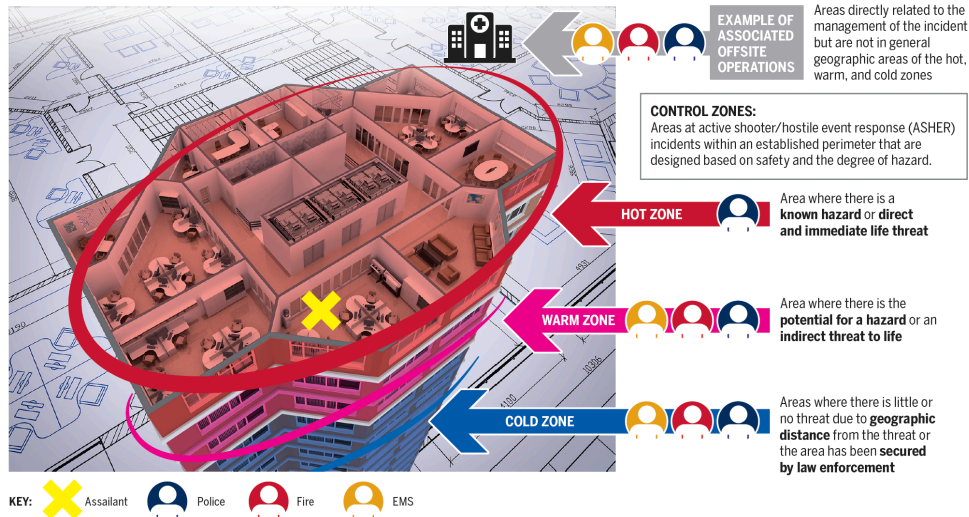 EXAMPLE OF
ASSOCIATED
OFFSITE
OPERATIONS
Areas directly related to the
management of the incident
but are not in general
geographic areas of the hot,
warm, and cold zones
CONTROL ZONES:
Areas at active shooter/hostile event response (ASHER)
incidents within an established perimeter that are
designed based on safety and the degree of hazard.
HOT ZONE
Area where there is a
known hazard or direct
and immediate life threat
WARM ZONE
Area where there is the
potential for a hazard or an
indirect threat to life
COLD ZONE
Areas where there is little or
no threat due to geographic
distance from the threat or
the area has been secured
by law enforcement
4931
10306
KEY:
Assailant
Police
Fire
EMS